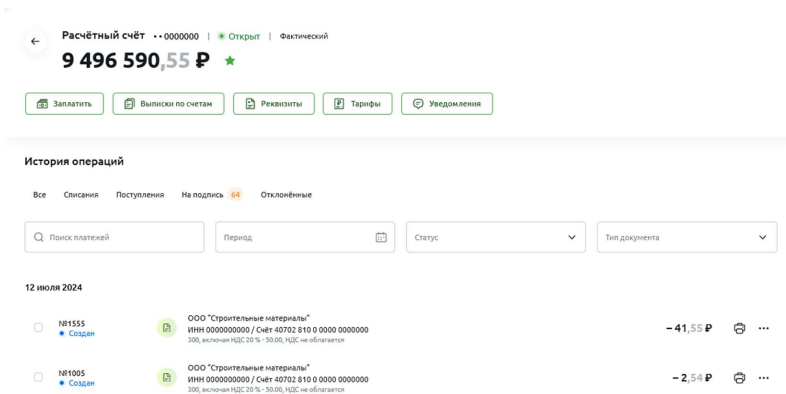 Расчётный счёт •• 0000000 | Открыт | Фактический
9 496 590,55 ₽
Заплатить Выписки по счетам Реквизиты Тарифы Уведомления
История операций
Все Списания Поступления На подпись 64 Отклонённые
Поиск платежей Период Статус Тип документа
12 июля 2024
№1555
Создан
ООО "Строительные материалы"
ИНН 0000000000 / Счёт 40702 810 0 0000 0000000
300, включая НДС 20 % - 50.00, НДС не облагается
– 41,55 ₽
№1005
Создан
ООО "Строительные материалы"
ИНН 0000000000 / Счёт 40702 810 0 0000 0000000
300, включая НДС 20 % - 50.00, НДС не облагается
– 2,54 ₽